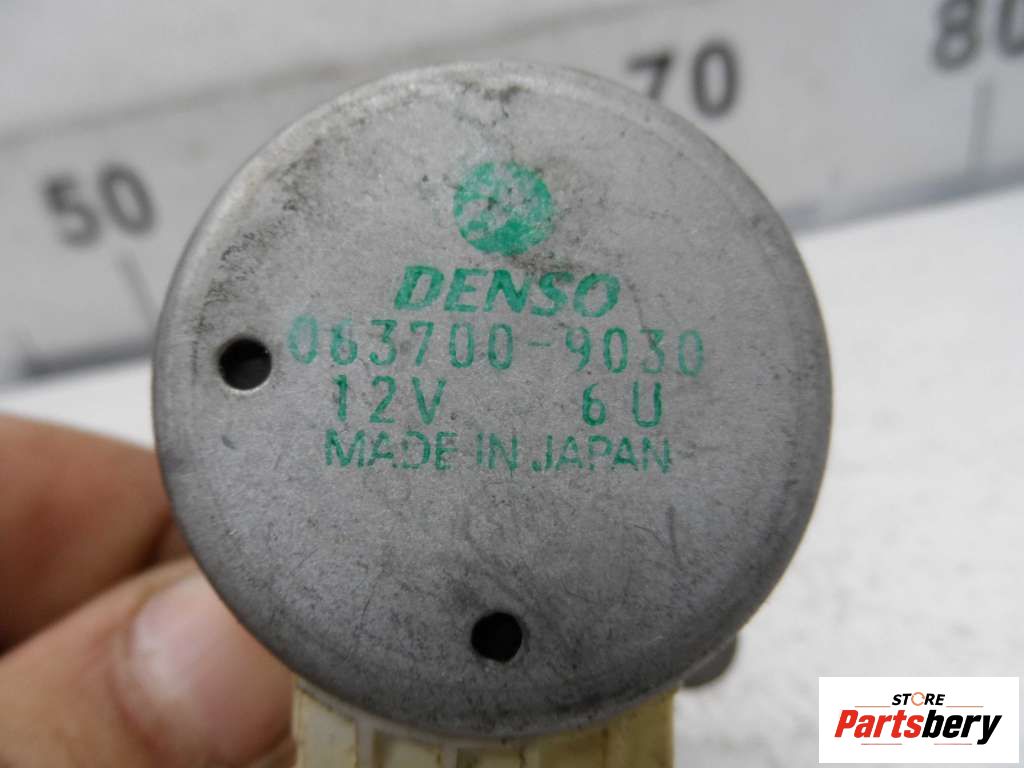 50
70
80
DENSO
063700-9030
12V 6U
MADE IN JAPAN
STORE
Partsbery